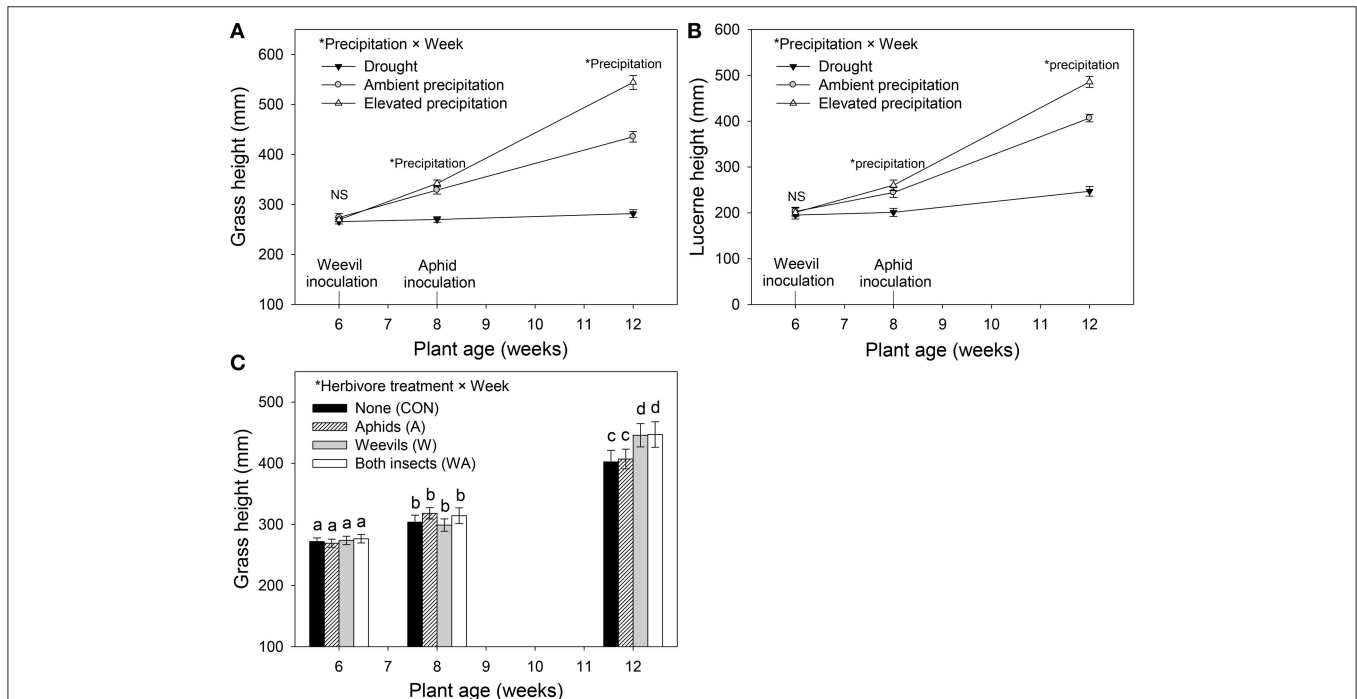 A
*Precipitation × Week
Drought
Ambient precipitation
Elevated precipitation
*Precipitation
*Precipitation
NS
Weevil
inoculation
Aphid
inoculation
Grass height (mm)
600
500
400
300
200
100
6 7 8 9 10 11 12
Plant age (weeks)
B
*Precipitation × Week
Drought
Ambient precipitation
Elevated precipitation
*precipitation
*precipitation
NS
Weevil
inoculation
Aphid
inoculation
Lucerne height (mm)
600
500
400
300
200
100
0
6 7 8 9 10 11 12
Plant age (weeks)
C
*Herbivore treatment × Week
None (CON)
Aphids (A)
Weevils (W)
Both insects (WA)
a a a a
b b b b
c c d d
Grass height (mm)
500
400
300
200
100
6 7 8 9 10 11 12
Plant age (weeks)